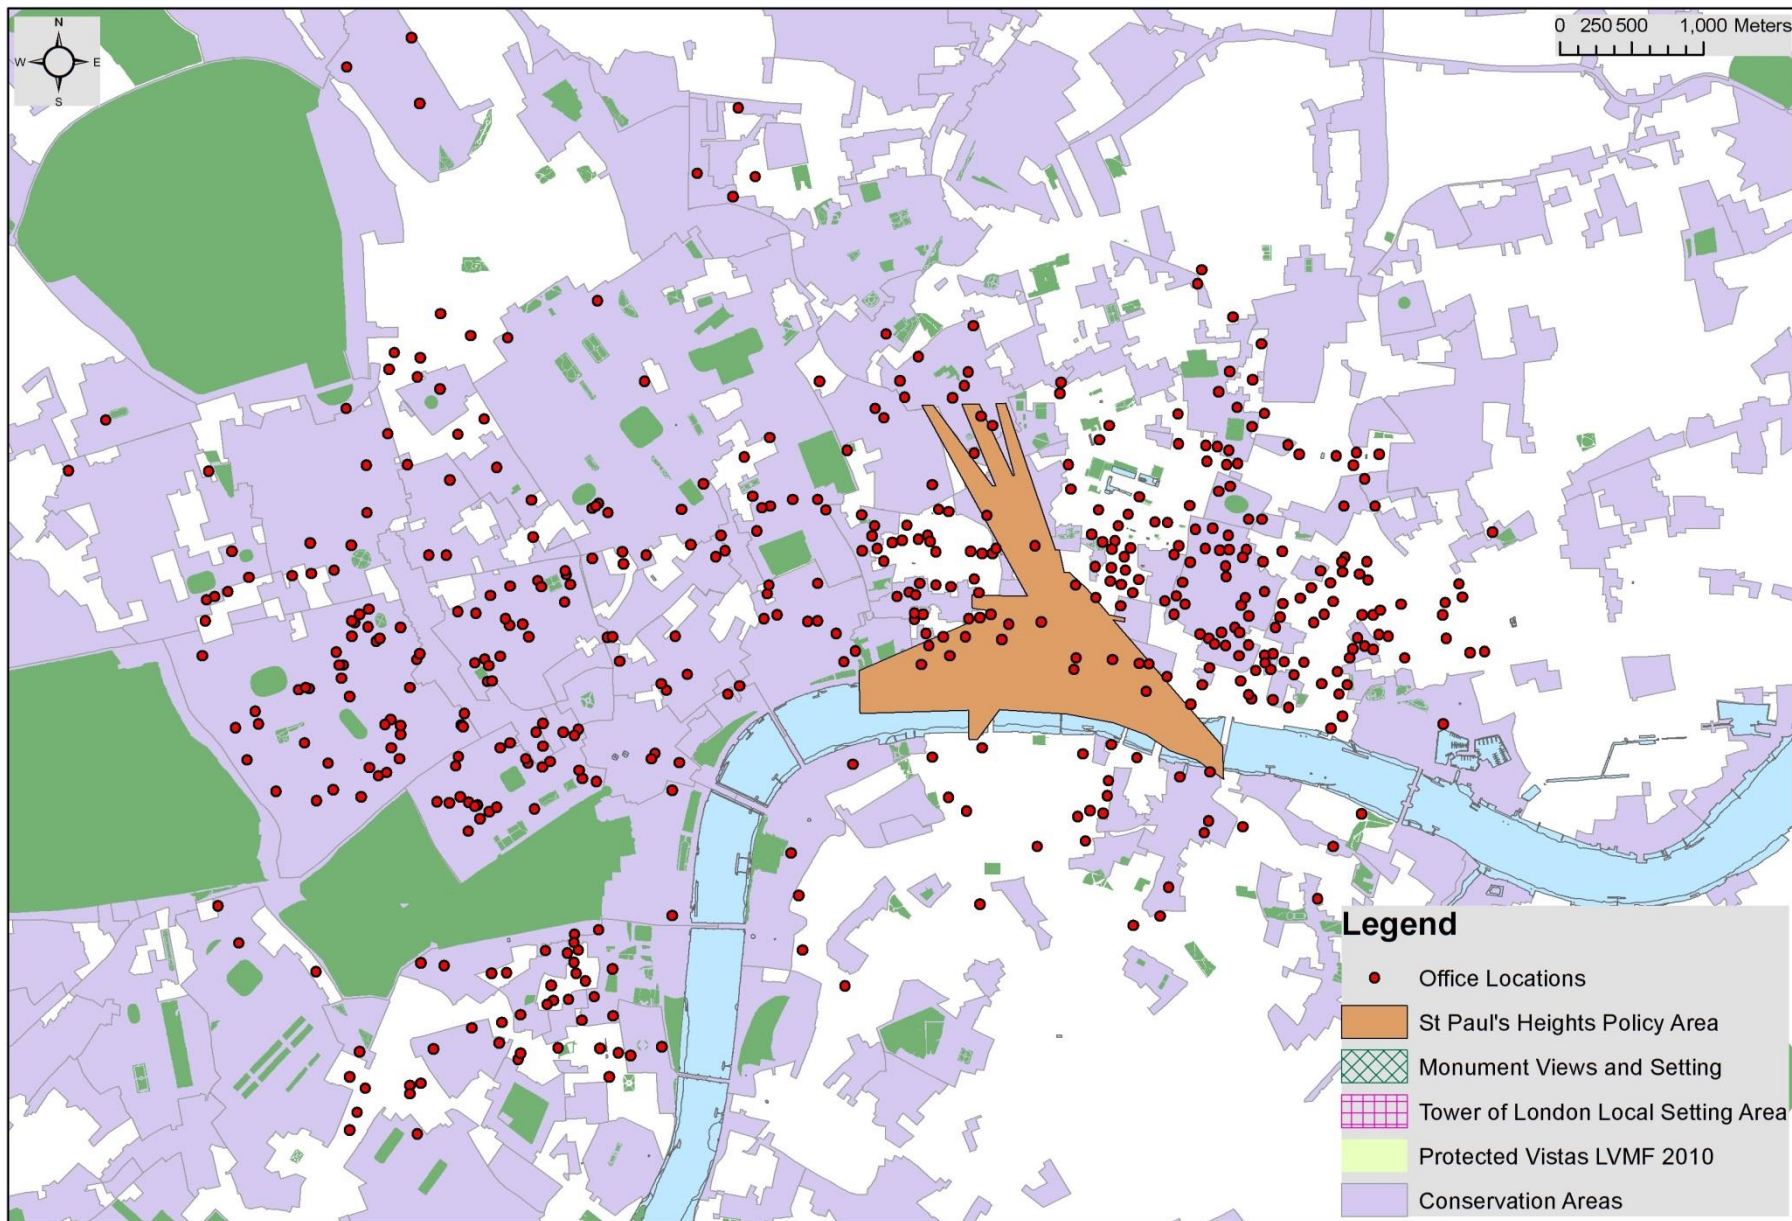 N
W E
S
0 250 500 1,000 Meters
Legend
Office Locations
St Paul's Heights Policy Area
Monument Views and Setting
Tower of London Local Setting Area
Protected Vistas LVMF 2010
Conservation Areas